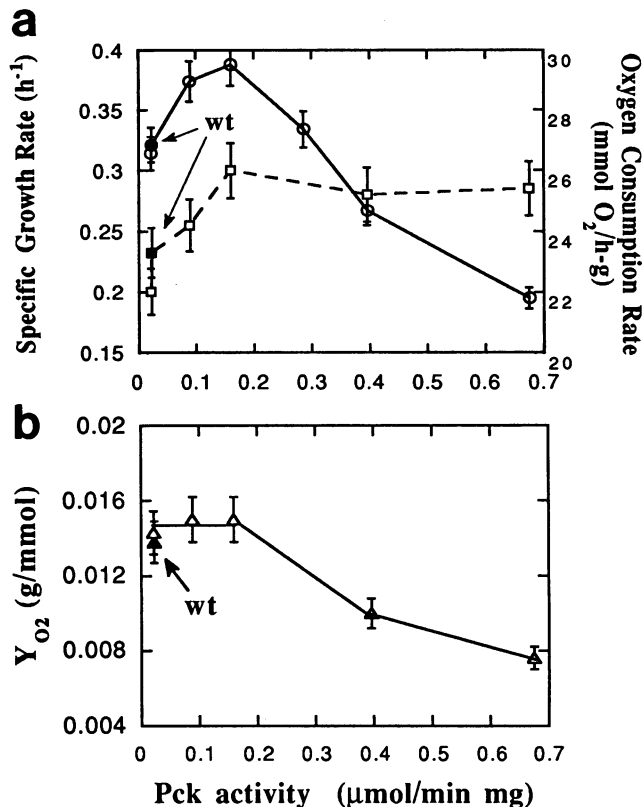 a
Specific Growth Rate (h⁻¹)
0.4
0.35
0.3
0.25
0.2
0.15
wt
30
28
26
24
22
20
Oxygen Consumption Rate
(mmol O₂/h-g)
0 0.1 0.2 0.3 0.4 0.5 0.6 0.7
b
Y_O2 (g/mmol)
0.02
0.016
0.012
0.008
0.004
wt
0 0.1 0.2 0.3 0.4 0.5 0.6 0.7
Pck activity (μmol/min mg)